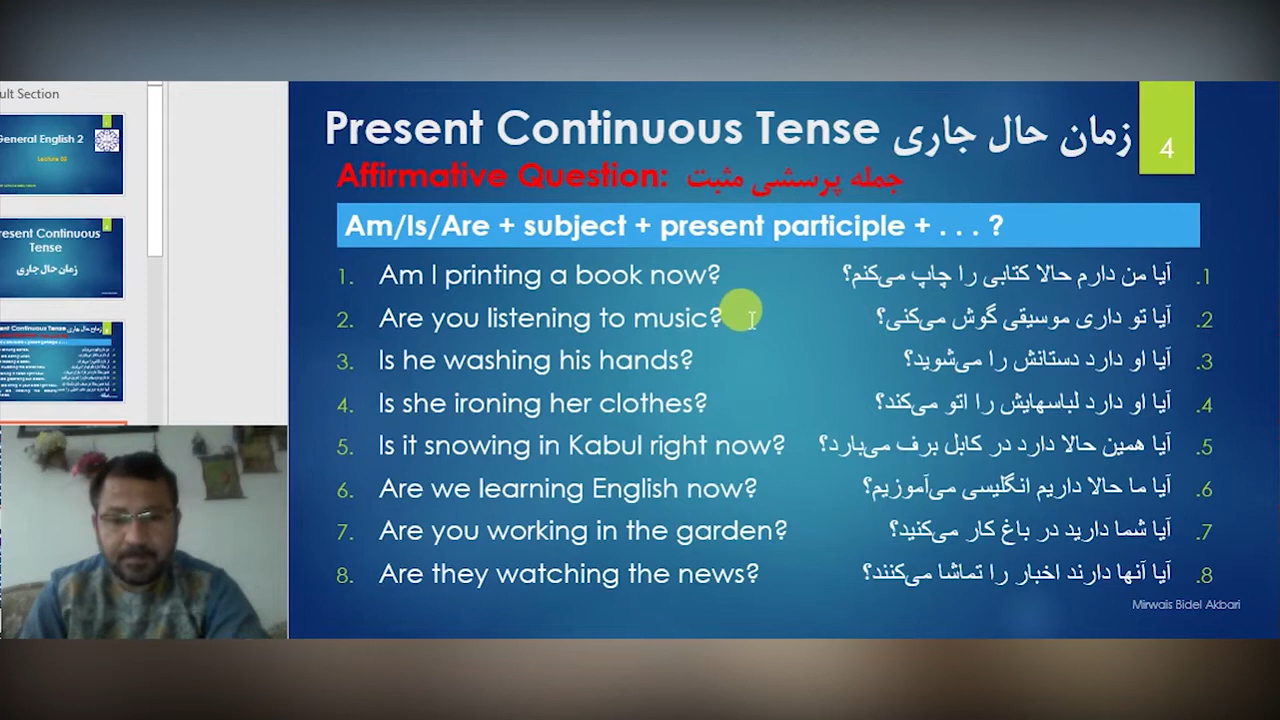 ult Section
General English 2
Lecture 02
resent Continuous
Tense
زمان حال جاری
Present Continuous Tense زمان حال جاری
4
Affirmative Question: جمله پرسشی مثبت
Am/Is/Are + subject + present participle + . . . ?
1. Am I printing a book now? 1. آیا من دارم حالا کتابی را چاپ می‌کنم؟
2. Are you listening to music? 2. آیا تو داری موسیقی گوش می‌کنی؟
3. Is he washing his hands? 3. آیا او دارد دستانش را می‌شوید؟
4. Is she ironing her clothes? 4. آیا او دارد لباسهایش را اتو می‌کند؟
5. Is it snowing in Kabul right now? 5. آیا همین حالا دارد در کابل برف می‌بارد؟
6. Are we learning English now? 6. آیا ما حالا داریم انگلیسی می‌آموزیم؟
7. Are you working in the garden? 7. آیا شما دارید در باغ کار می‌کنید؟
8. Are they watching the news? 8. آیا آنها دارند اخبار را تماشا می‌کنند؟
Mirwais Bidel Akbari